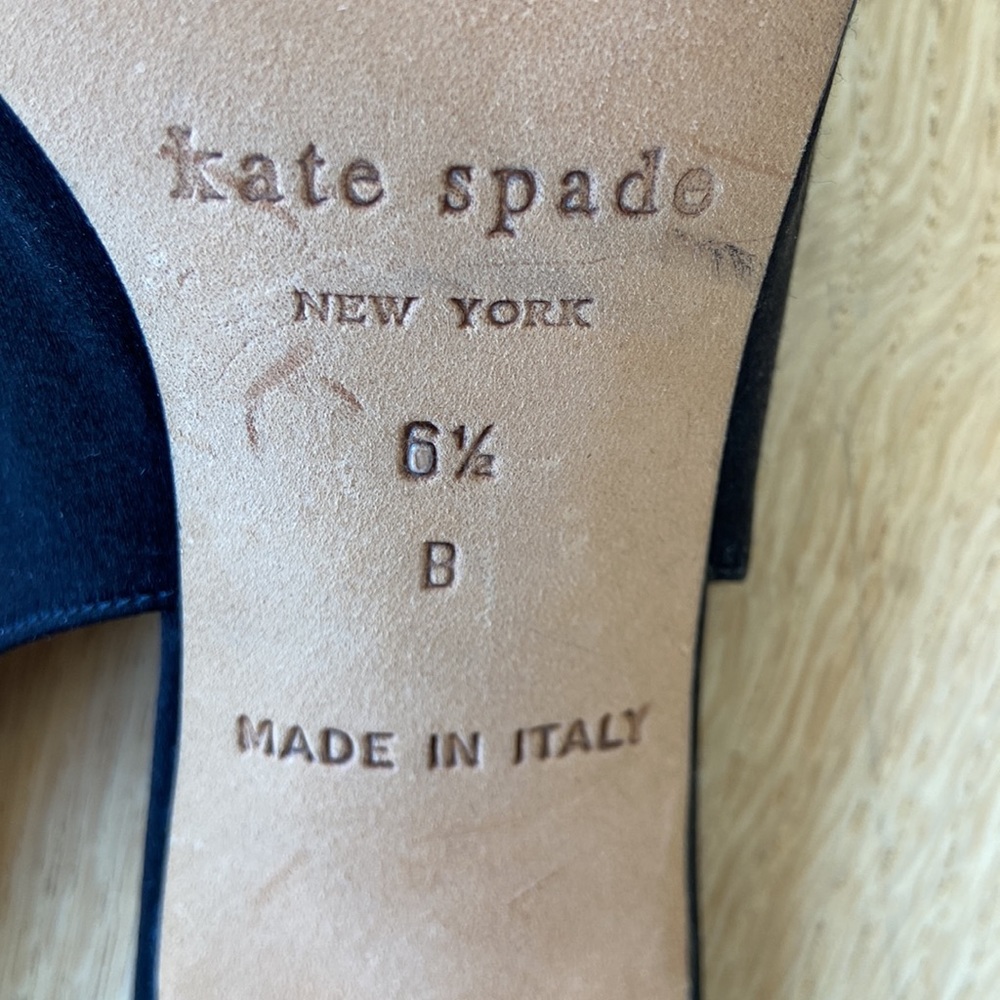 kate spade
NEW YORK
6½
B
MADE IN ITALY